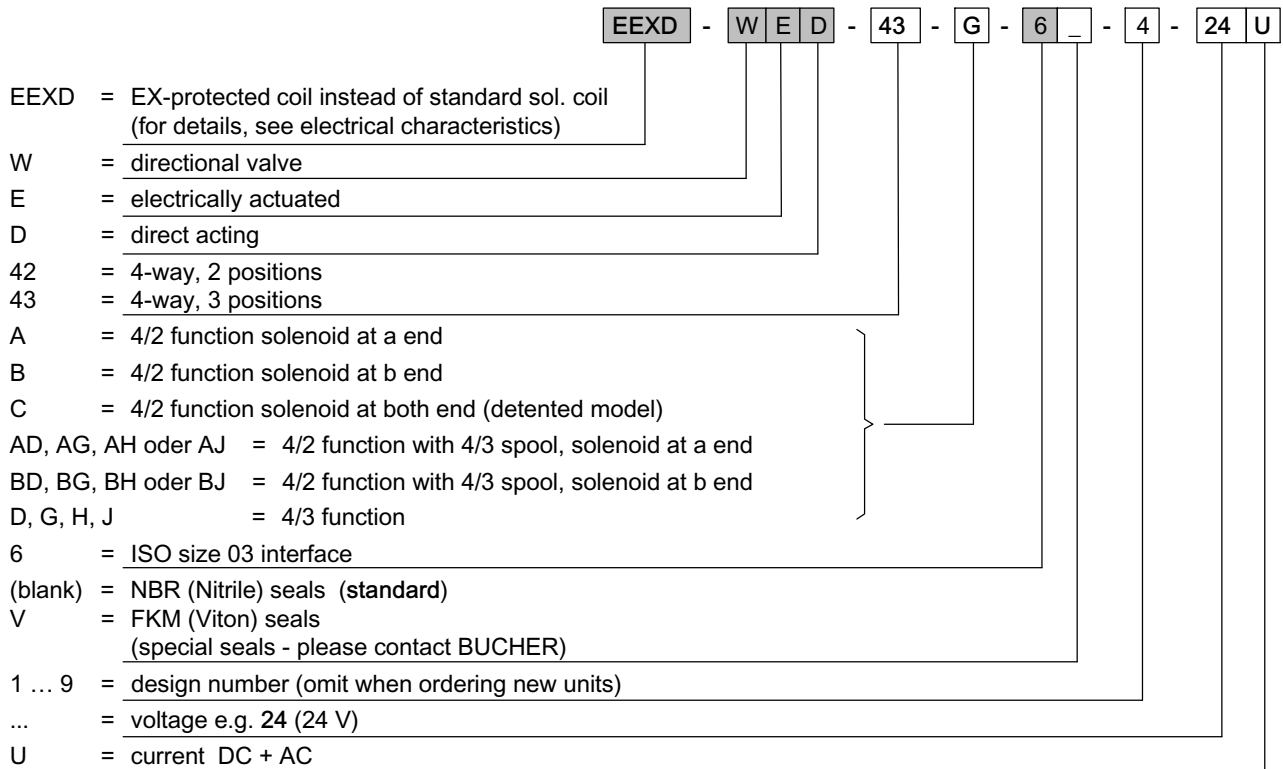 EEXD - W E D - 43 - G - 6 _ - 4 - 24 U
EEXD = EX-protected coil instead of standard sol. coil
(for details, see electrical characteristics)
W = directional valve
E = electrically actuated
D = direct acting
42 = 4-way, 2 positions
43 = 4-way, 3 positions
A = 4/2 function solenoid at a end
B = 4/2 function solenoid at b end
C = 4/2 function solenoid at both end (detented model)
AD, AG, AH oder AJ = 4/2 function with 4/3 spool, solenoid at a end
BD, BG, BH oder BJ = 4/2 function with 4/3 spool, solenoid at b end
D, G, H, J = 4/3 function
6 = ISO size 03 interface
(blank) = NBR (Nitrile) seals (standard)
V = FKM (Viton) seals
(special seals - please contact BUCHER)
1 … 9 = design number (omit when ordering new units)
... = voltage e.g. 24 (24 V)
U = current DC + AC